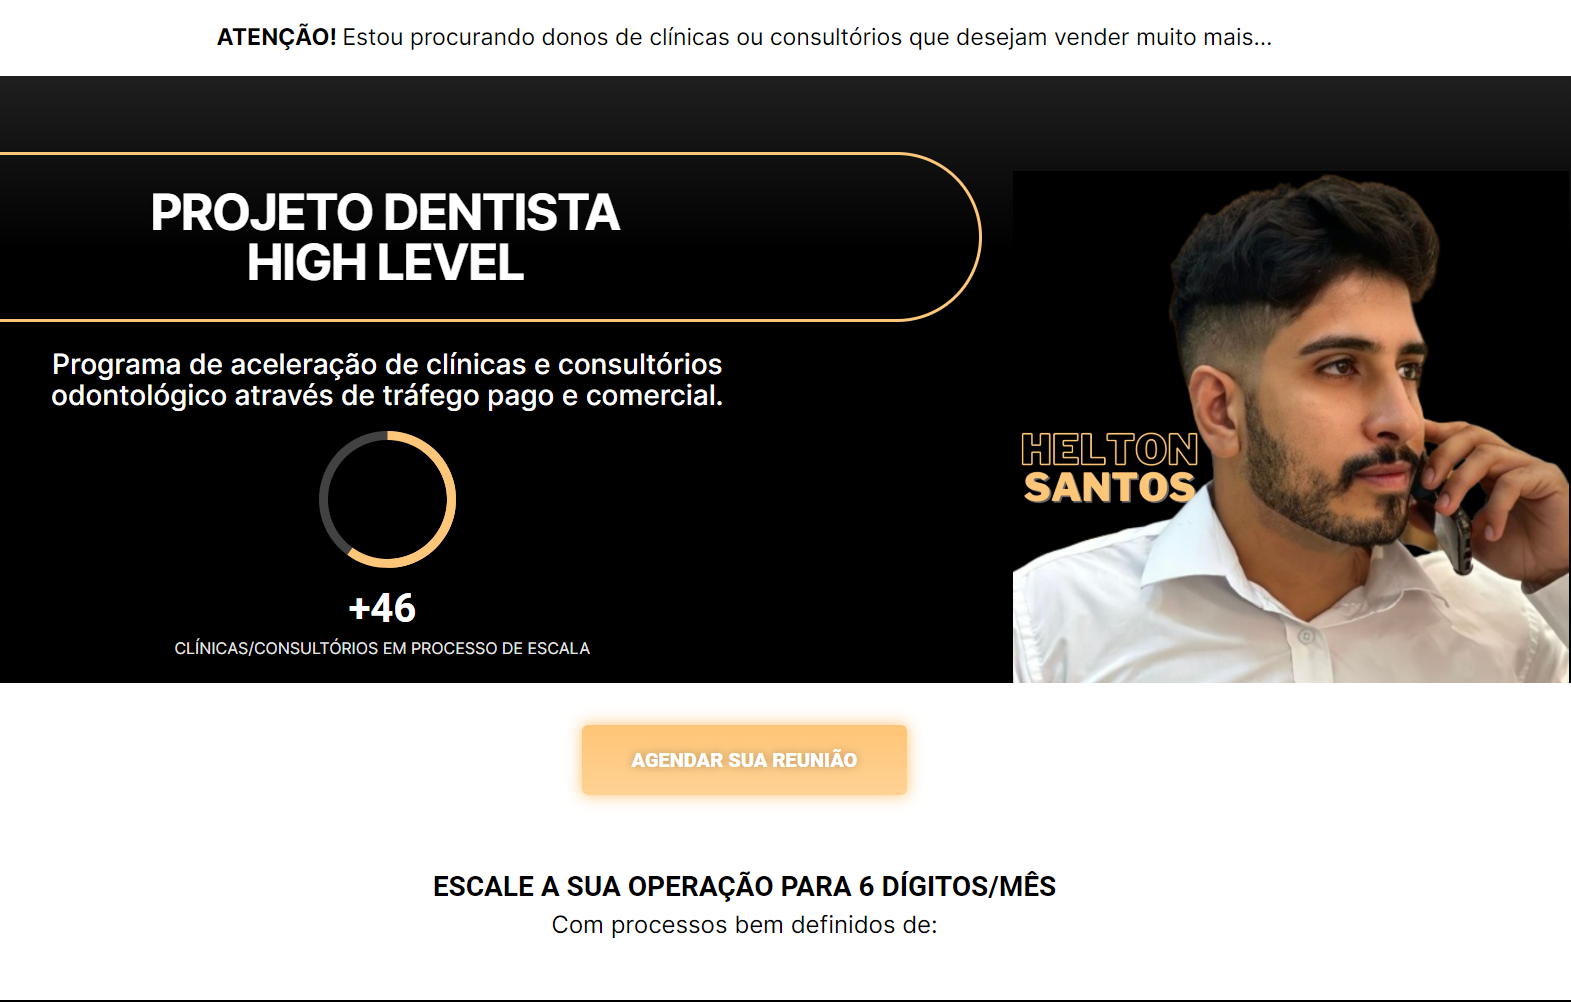 ATENÇÃO! Estou procurando donos de clínicas ou consultórios que desejam vender muito mais...
PROJETO DENTISTA
HIGH LEVEL
Programa de aceleração de clínicas e consultórios
odontológico através de tráfego pago e comercial.
+46
CLÍNICAS/CONSULTÓRIOS EM PROCESSO DE ESCALA
HELTON
SANTOS
AGENDAR SUA REUNIÃO
ESCALE A SUA OPERAÇÃO PARA 6 DÍGITOS/MÊS
Com processos bem definidos de: